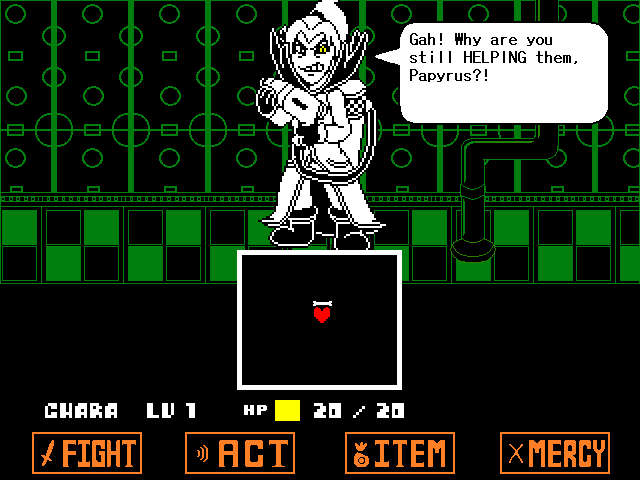 Gah! Why are you
still HELPING them,
Papyrus?!
CHARA LV 1 HP 20 / 20
FIGHT ACT ITEM MERCY